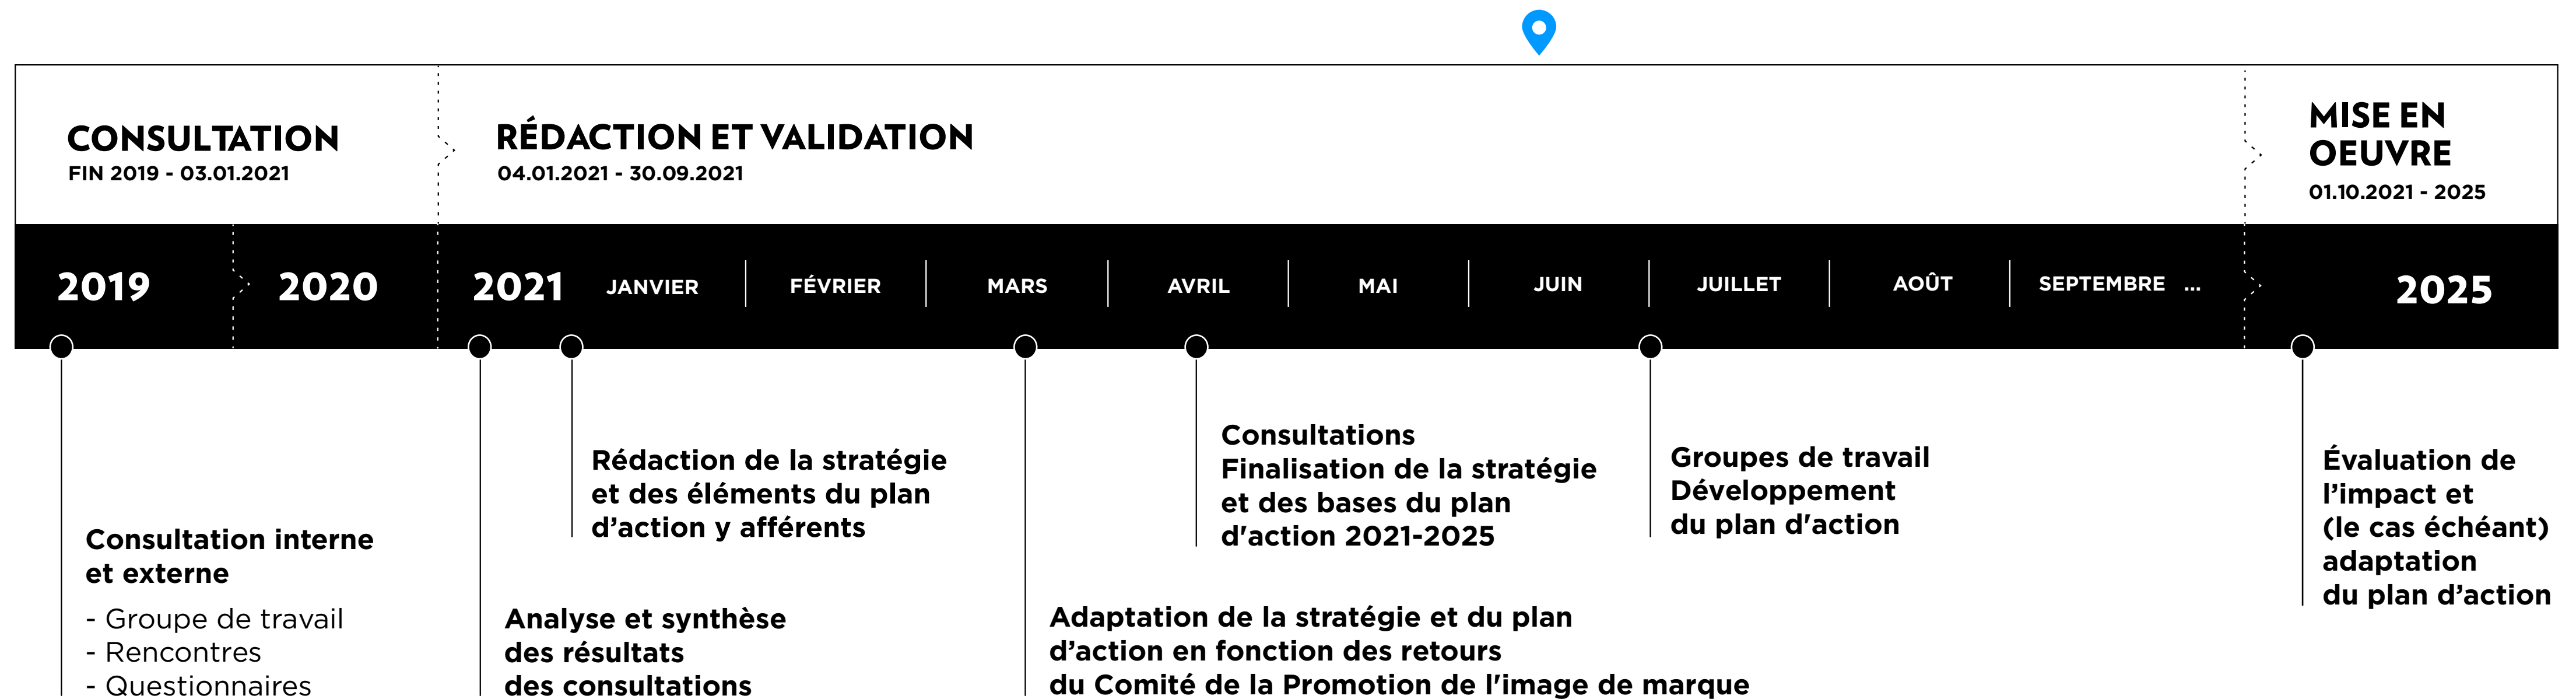 CONSULTATION
FIN 2019 - 03.01.2021
RÉDACTION ET VALIDATION
04.01.2021 - 30.09.2021
MISE EN
OEUVRE
01.10.2021 - 2025
2019
2020
2021 JANVIER FÉVRIER MARS AVRIL MAI JUIN JUILLET AOÛT SEPTEMBRE ...
2025
Consultation interne
et externe
- Groupe de travail
- Rencontres
- Questionnaires
Analyse et synthèse
des résultats
des consultations
Rédaction de la stratégie
et des éléments du plan
d’action y afférents
Adaptation de la stratégie et du plan
d’action en fonction des retours
du Comité de la Promotion de l'image de marque
Consultations
Finalisation de la stratégie
et des bases du plan
d'action 2021-2025
Groupes de travail
Développement
du plan d'action
Évaluation de
l’impact et
(le cas échéant)
adaptation
du plan d’action